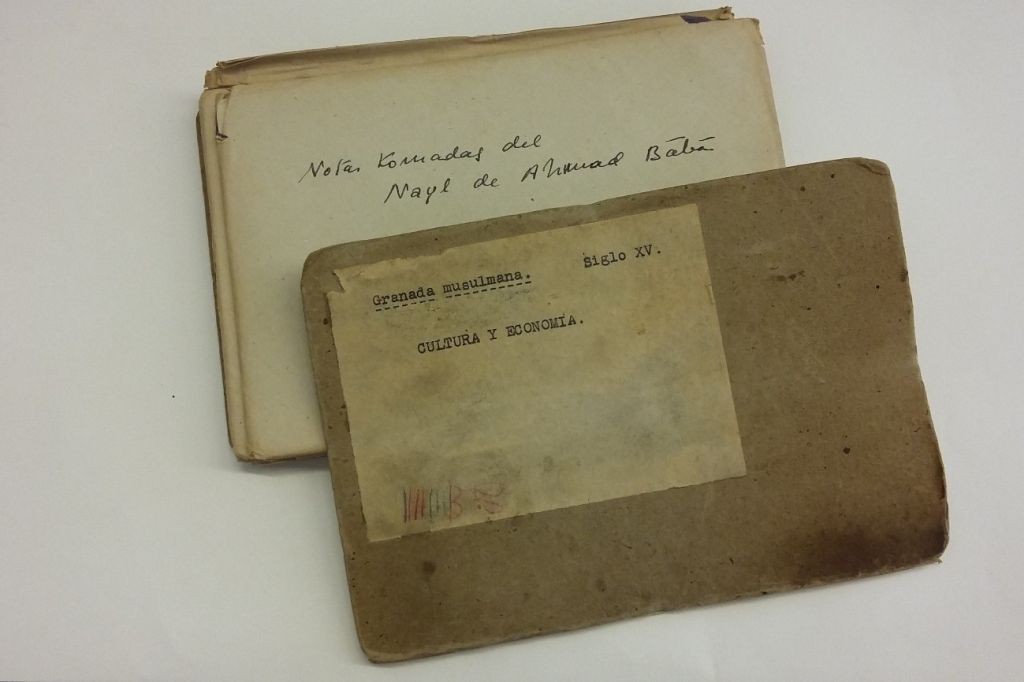 Notas tomadas del
Nayl de Ahmad Bābā
Granada musulmana. Siglo XV.
CULTURA Y ECONOMÍA.